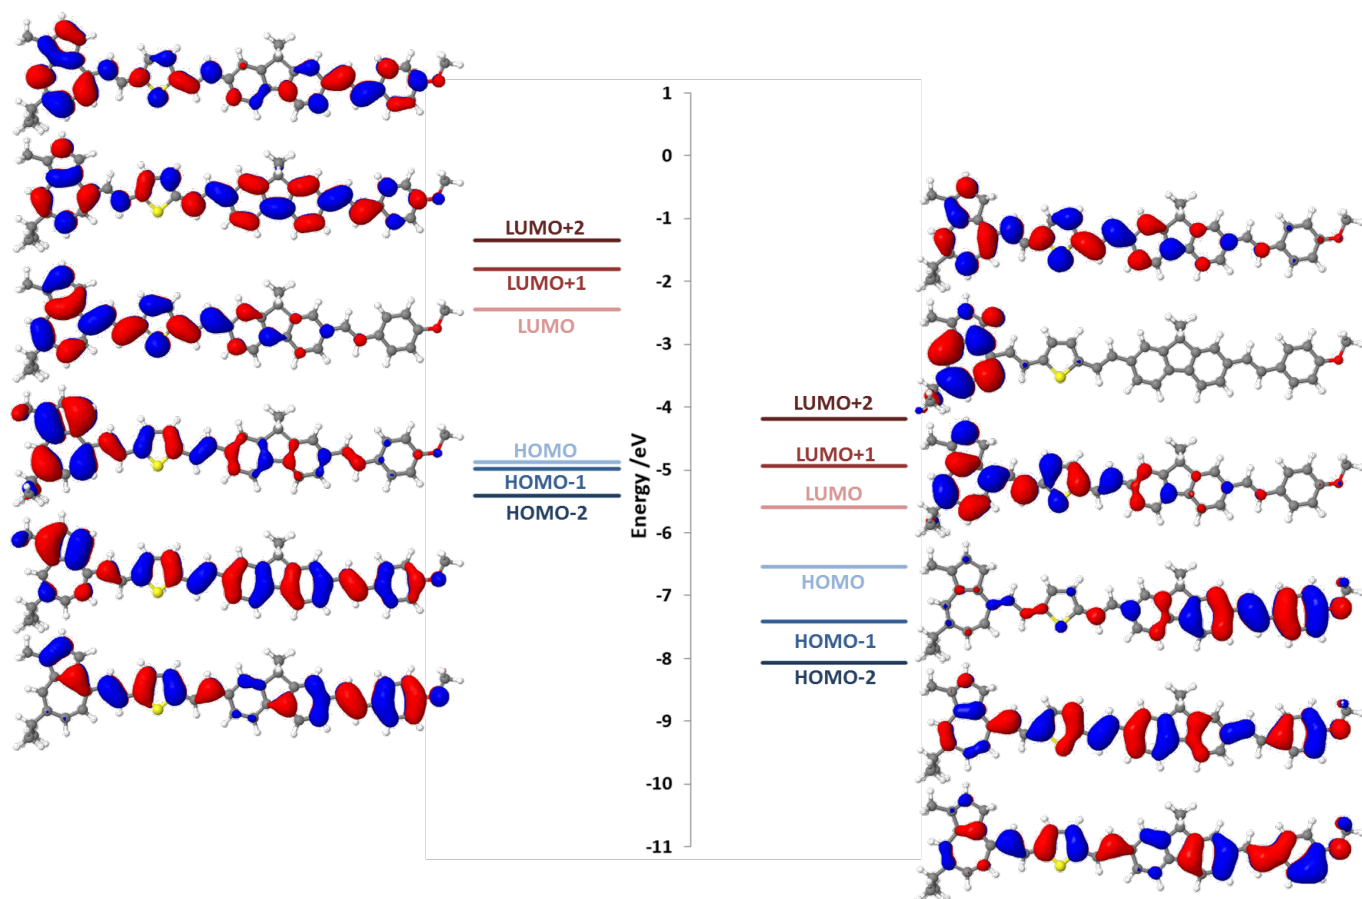 1
0
-1
-2
-3
-4
-5
-6
-7
-8
-9
-10
-11
Energy /eV
LUMO+2
LUMO+1
LUMO
HOMO
HOMO-1
HOMO-2
LUMO+2
LUMO+1
LUMO
HOMO
HOMO-1
HOMO-2